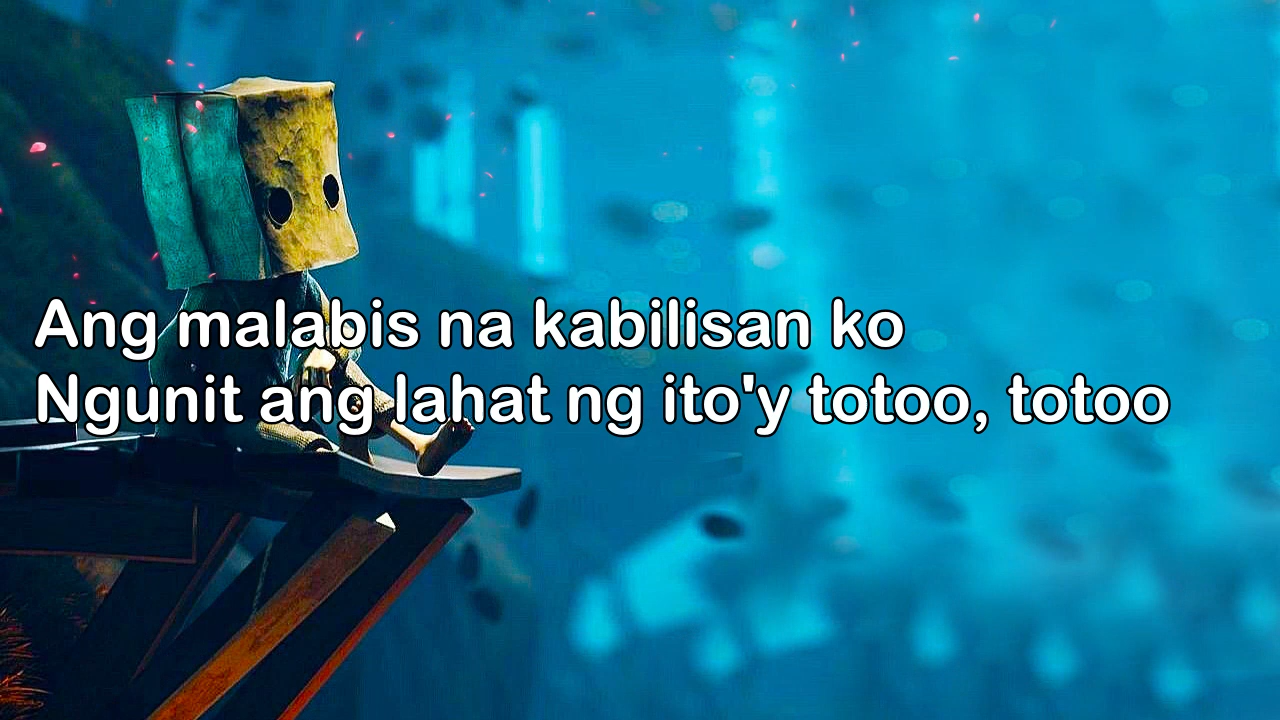 Ang malabis na kabilisan ko
Ngunit ang lahat ng ito'y totoo, totoo